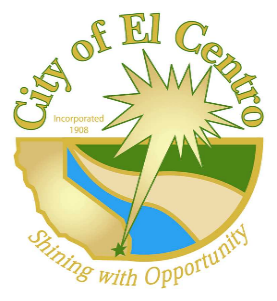 City of El Centro
Incorporated
1908
Shining with Opportunity